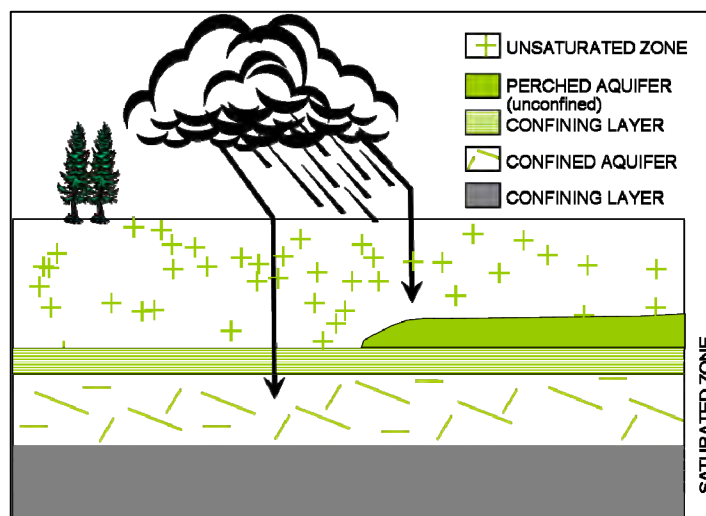 UNSATURATED ZONE
PERCHED AQUIFER
(unconfined)
CONFINING LAYER
CONFINED AQUIFER
CONFINING LAYER
SATURATED ZONE